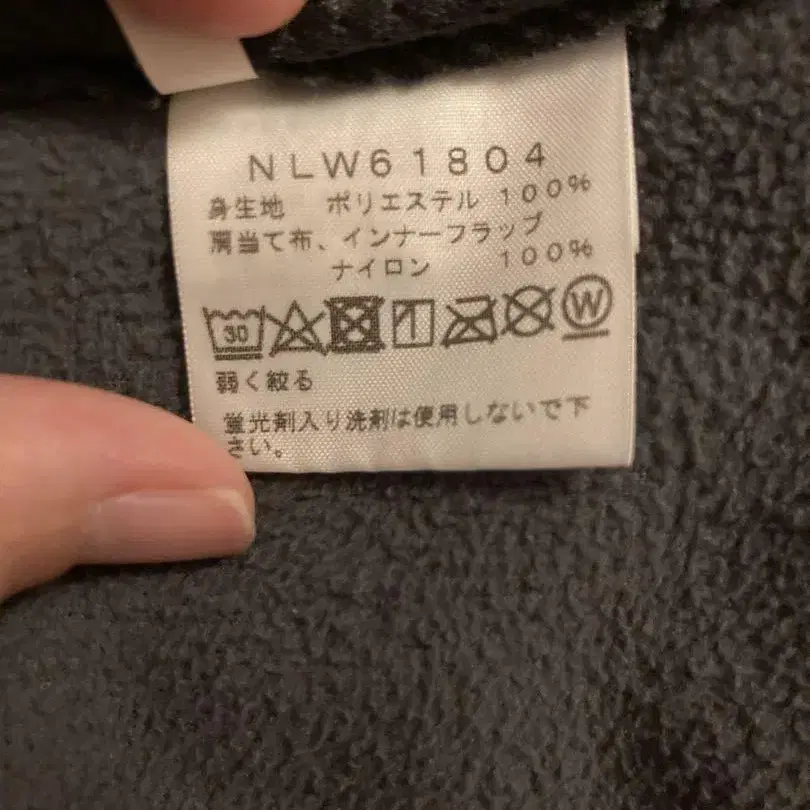 NLW61804
身生地 ポリエステル 100%
肩当て布、インナーフラップ
ナイロン 100%
30
W
弱く絞る
蛍光剤入り洗剤は使用しないで下
さい。